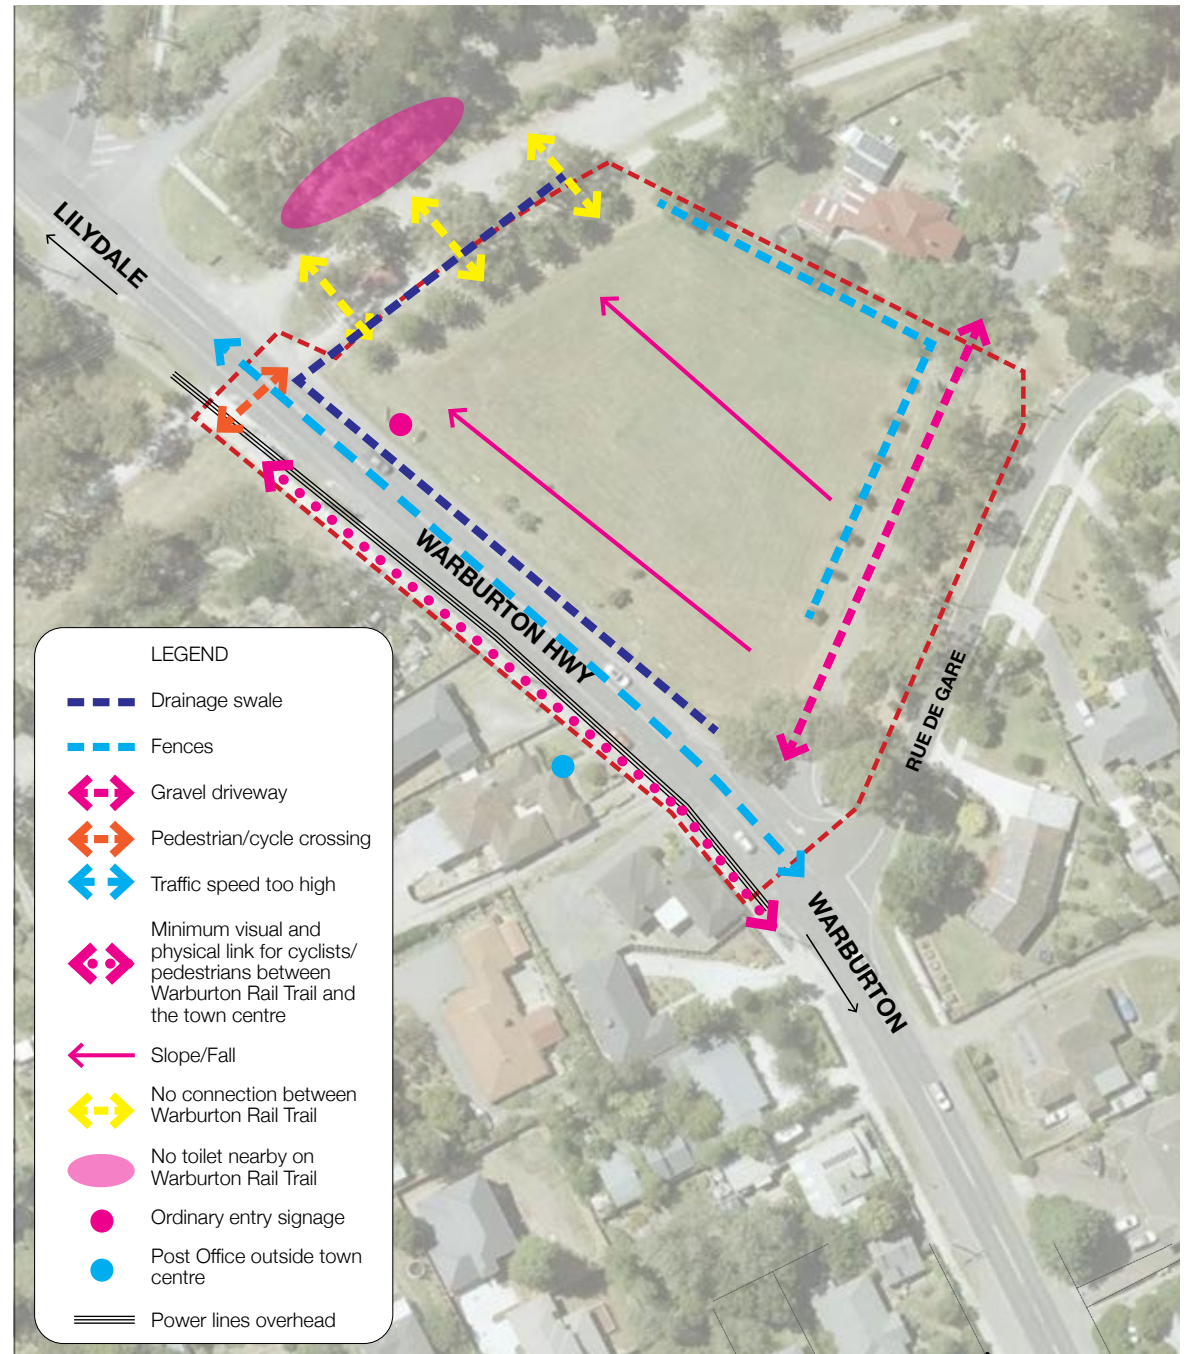 LILYDALE
WARBURTON HWY
RUE DE GARE
WARBURTON
LEGEND
Drainage swale
Fences
Gravel driveway
Pedestrian/cycle crossing
Traffic speed too high
Minimum visual and
physical link for cyclists/
pedestrians between
Warburton Rail Trail and
the town centre
Slope/Fall
No connection between
Warburton Rail Trail
No toilet nearby on
Warburton Rail Trail
Ordinary entry signage
Post Office outside town
centre
Power lines overhead